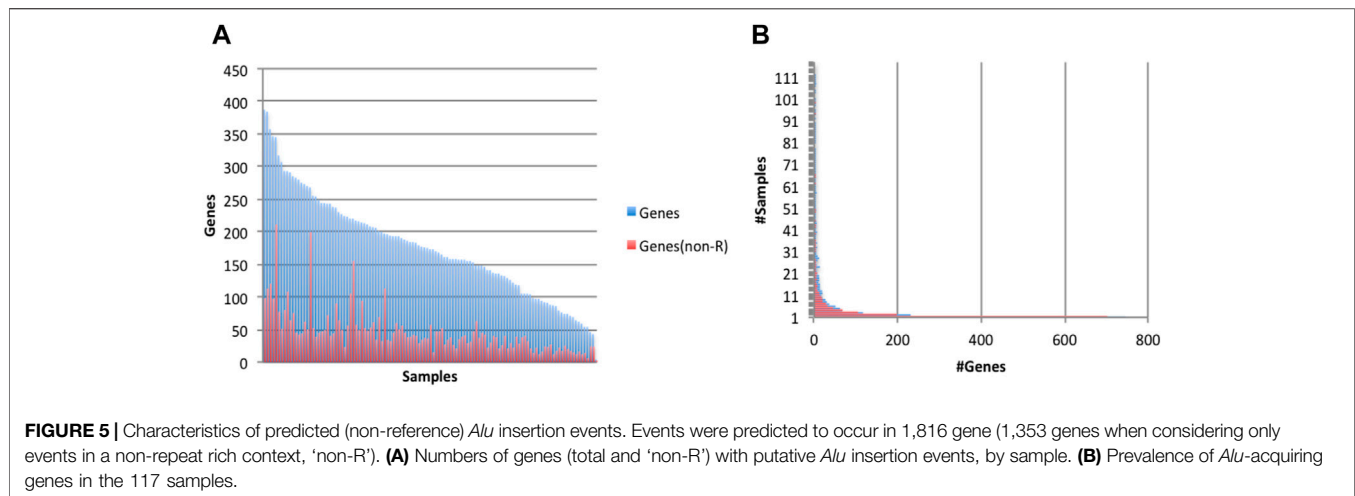 A
450
400
350
300
250
200
150
100
50
0
Genes
Samples
Genes
Genes(non-R)
B
111
101
91
81
71
61
51
41
31
21
11
1
#Samples
0 200 400 600 800
#Genes
FIGURE 5 | Characteristics of predicted (non-reference) Alu insertion events. Events were predicted to occur in 1,816 gene (1,353 genes when considering only
events in a non-repeat rich context, ‘non-R’). (A) Numbers of genes (total and ‘non-R’) with putative Alu insertion events, by sample. (B) Prevalence of Alu-acquiring
genes in the 117 samples.